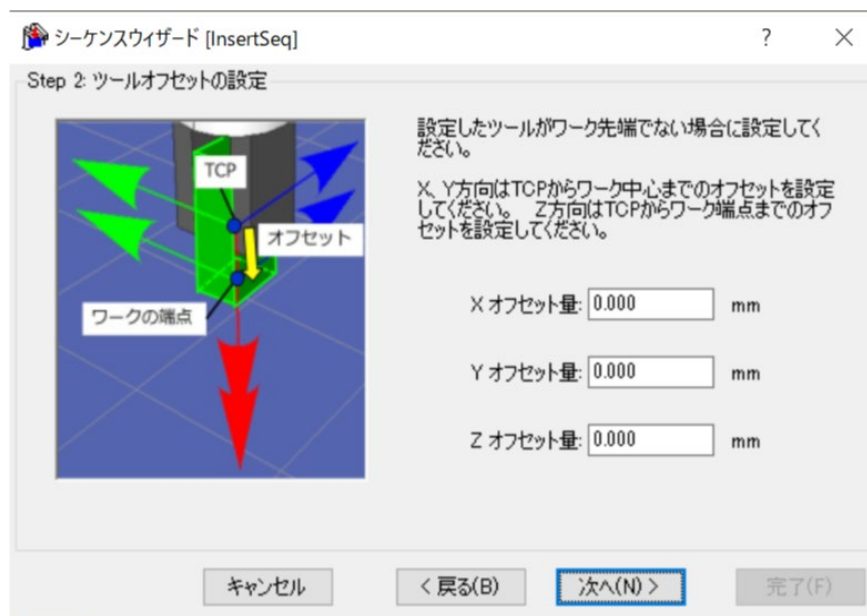 シーケンスウィザード [InsertSeq]
?
×
Step 2: ツールオフセットの設定
TCP
オフセット
ワークの端点
設定したツールがワーク先端でない場合に設定してく
ださい。
X、Y方向はTCPからワーク中心までのオフセットを設定
してください。 Z方向はTCPからワーク端点までのオフ
セットを設定してください。
X オフセット量: 0.000 mm
Y オフセット量: 0.000 mm
Z オフセット量: 0.000 mm
キャンセル
< 戻る(B)
次へ(N) >
完了(F)